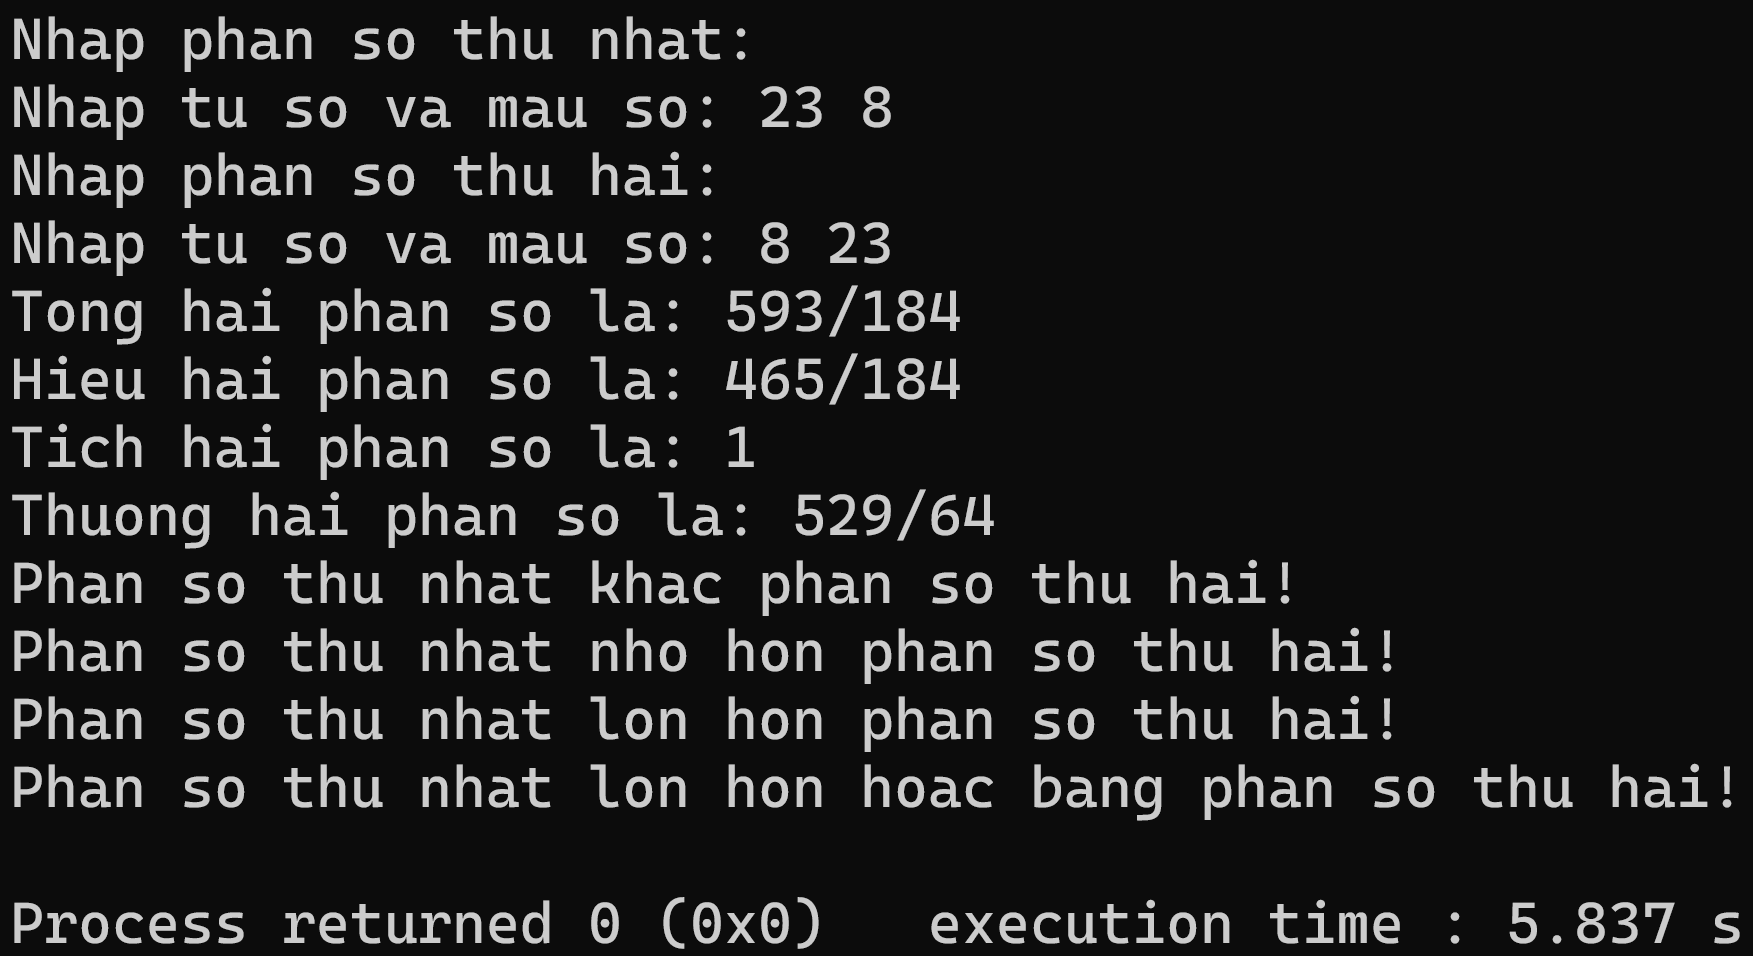 Nhap phan so thu nhat:
Nhap tu so va mau so: 23 8
Nhap phan so thu hai:
Nhap tu so va mau so: 8 23
Tong hai phan so la: 593/184
Hieu hai phan so la: 465/184
Tich hai phan so la: 1
Thuong hai phan so la: 529/64
Phan so thu nhat khac phan so thu hai!
Phan so thu nhat nho hon phan so thu hai!
Phan so thu nhat lon hon phan so thu hai!
Phan so thu nhat lon hon hoac bang phan so thu hai!
Process returned 0 (0x0)   execution time : 5.837 s